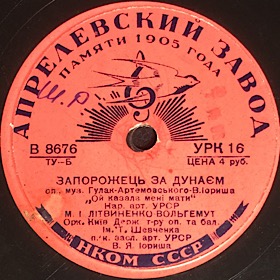 АПРЕЛЕВСКИЙ ЗАВОД
ПАМЯТИ 1905 ГОДА
В 8676
ТУ—Б
УРК 16
ЦЕНА 4 руб.
ЗАПОРОЖЕЦЬ ЗА ДУНАЄМ
муз. Гулак-Артемовського-В.Іориша
"Ой казала мені мати"
Нар. арт. УРСР
М. І. ЛІТВИНЕНКО ВОЛЬГЕМУТ
Орк. Київ Держ. т-ру оп. та бал.
Ім. Т. Шевченка
п-к. засл. арт. УРСР
В. Я. Іориша
НКОМ СССР